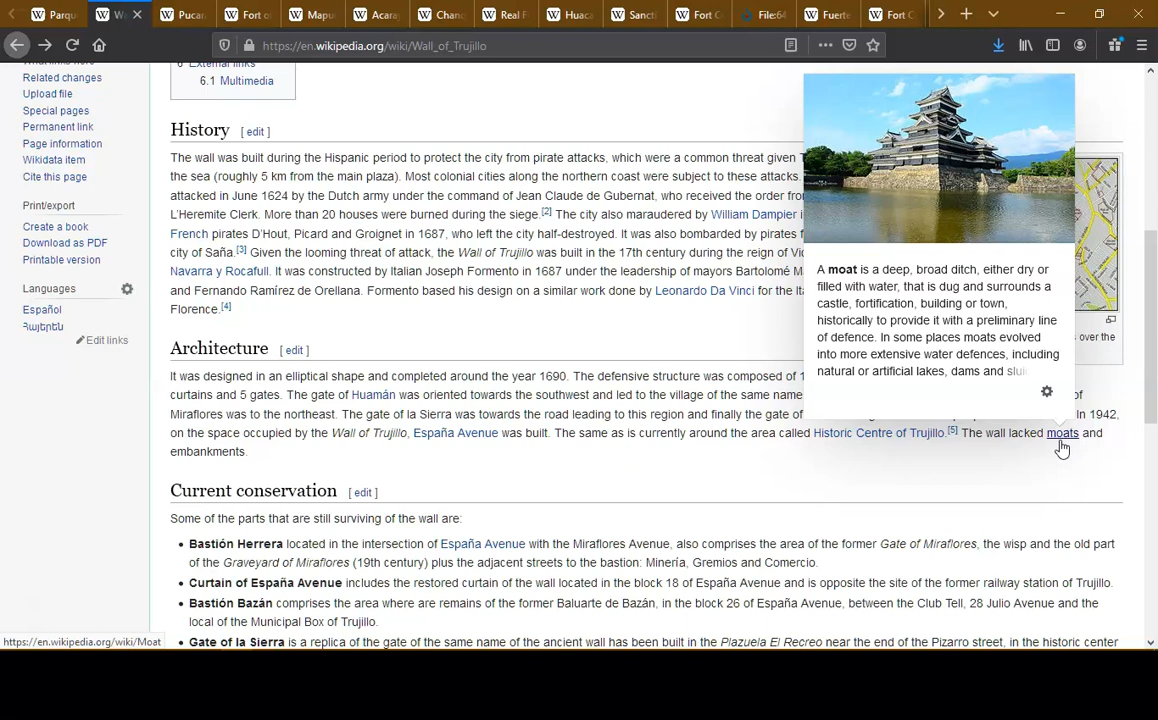 Parqu
W
Pucar
Fort o
Mapu
Acara
Chan
Real F
Huaca
Sancti
Fort C
File:64
Fuerte
Fort C
https://en.wikipedia.org/wiki/Wall_of_Trujillo
Related changes
Upload file
Special pages
Permanent link
Page information
Wikidata item
Cite this page
Print/export
Create a book
Download as PDF
Printable version
Languages
Español
Հայերեն
Edit links
6 External links
6.1 Multimedia
History [ edit ]
The wall was built during the Hispanic period to protect the city from pirate attacks, which were a common threat given
the sea (roughly 5 km from the main plaza). Most colonial cities along the northern coast were subject to these attacks.
attacked in June 1624 by the Dutch army under the command of Jean Claude de Gubernat, who received the order from
L'Heremite Clerk. More than 20 houses were burned during the siege.[2] The city also maraudered by William Dampier i
French pirates D'Hout, Picard and Groignet in 1687, who left the city half-destroyed. It was also bombarded by pirates f
city of Saña.[3] Given the looming threat of attack, the Wall of Trujillo was built in the 17th century during the reign of Vi
Navarra y Rocafull. It was constructed by Italian Joseph Formento in 1687 under the leadership of mayors Bartolomé M
and Fernando Ramírez de Orellana. Formento based his design on a similar work done by Leonardo Da Vinci for the Ita
Florence.[4]
A moat is a deep, broad ditch, either dry or
filled with water, that is dug and surrounds a
castle, fortification, building or town,
historically to provide it with a preliminary line
of defence. In some places moats evolved
into more extensive water defences, including
natural or artificial lakes, dams and slui
s over the
Architecture [ edit ]
It was designed in an elliptical shape and completed around the year 1690. The defensive structure was composed of 1
curtains and 5 gates. The gate of Huamán was oriented towards the southwest and led to the village of the same name
Miraflores was to the northeast. The gate of la Sierra was towards the road leading to this region and finally the gate of In 1942,
on the space occupied by the Wall of Trujillo, España Avenue was built. The same as is currently around the area called Historic Centre of Trujillo.[5] The wall lacked moats and
embankments.
Current conservation [ edit ]
Some of the parts that are still surviving of the wall are:
• Bastión Herrera located in the intersection of España Avenue with the Miraflores Avenue, also comprises the area of the former Gate of Miraflores, the wisp and the old part
of the Graveyard of Miraflores (19th century) plus the adjacent streets to the bastion: Minería, Gremios and Comercio.
• Curtain of España Avenue includes the restored curtain of the wall located in the block 18 of España Avenue and is opposite the site of the former railway station of Trujillo.
• Bastión Bazán comprises the area where are remains of the former Baluarte de Bazán, in the block 26 of España Avenue, between the Club Tell, 28 Julio Avenue and the
local of the Municipal Box of Trujillo.
• Gate of la Sierra is a replica of the gate of the same name of the ancient wall has been built in the Plazuela El Recreo near the end of the Pizarro street, in the historic center
https://en.wikipedia.org/wiki/Moat